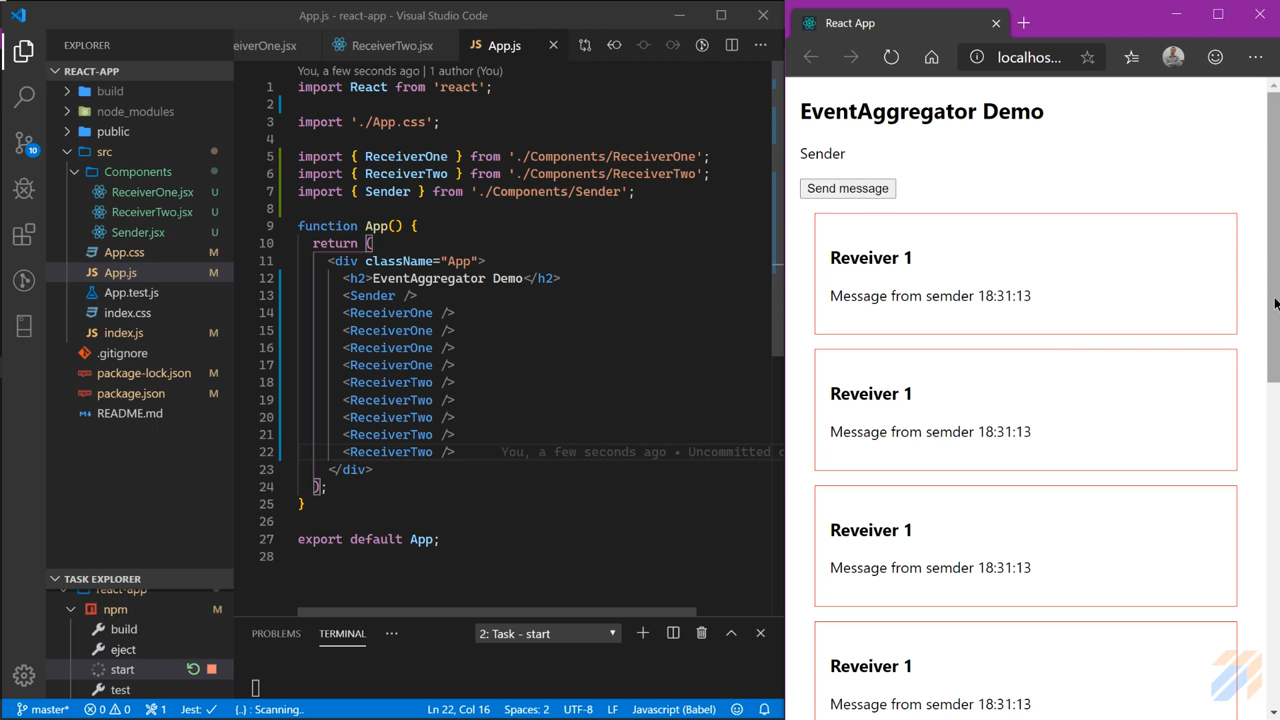 App.js - react-app - Visual Studio Code
EXPLORER
REACT-APP
build
node_modules
public
src
Components
ReceiverOne.jsx U
ReceiverTwo.jsx U
Sender.jsx U
App.css M
App.js M
App.test.js
index.css
index.js M
.gitignore
package-lock.json M
package.json M
README.md
TASK EXPLORER
react-app
npm M
build
eject
start
test
10
eiverOne.jsx
ReceiverTwo.jsx
JS App.js
You, a few seconds ago | 1 author (You)
1 import React from 'react';
2
3 import './App.css';
4
5 import { ReceiverOne } from './Components/ReceiverOne';
6 import { ReceiverTwo } from './Components/ReceiverTwo';
7 import { Sender } from './Components/Sender';
8
9 function App() {
10 return (
11 <div className="App">
12 <h2>EventAggregator Demo</h2>
13 <Sender />
14 <ReceiverOne />
15 <ReceiverOne />
16 <ReceiverOne />
17 <ReceiverOne />
18 <ReceiverTwo />
19 <ReceiverTwo />
20 <ReceiverTwo />
21 <ReceiverTwo />
22 <ReceiverTwo /> You, a few seconds ago • Uncommitted c
23 </div>
24 );
25 }
26
27 export default App;
28
PROBLEMS TERMINAL 2: Task - start
master* 0 0 1 Jest: {..} : Scanning.. Ln 22, Col 16 Spaces: 2 UTF-8 LF Javascript (Babel)
React App
localhos...
EventAggregator Demo
Sender
Send message
Reveiver 1
Message from semder 18:31:13
Reveiver 1
Message from semder 18:31:13
Reveiver 1
Message from semder 18:31:13
Reveiver 1
Message from semder 18:31:13